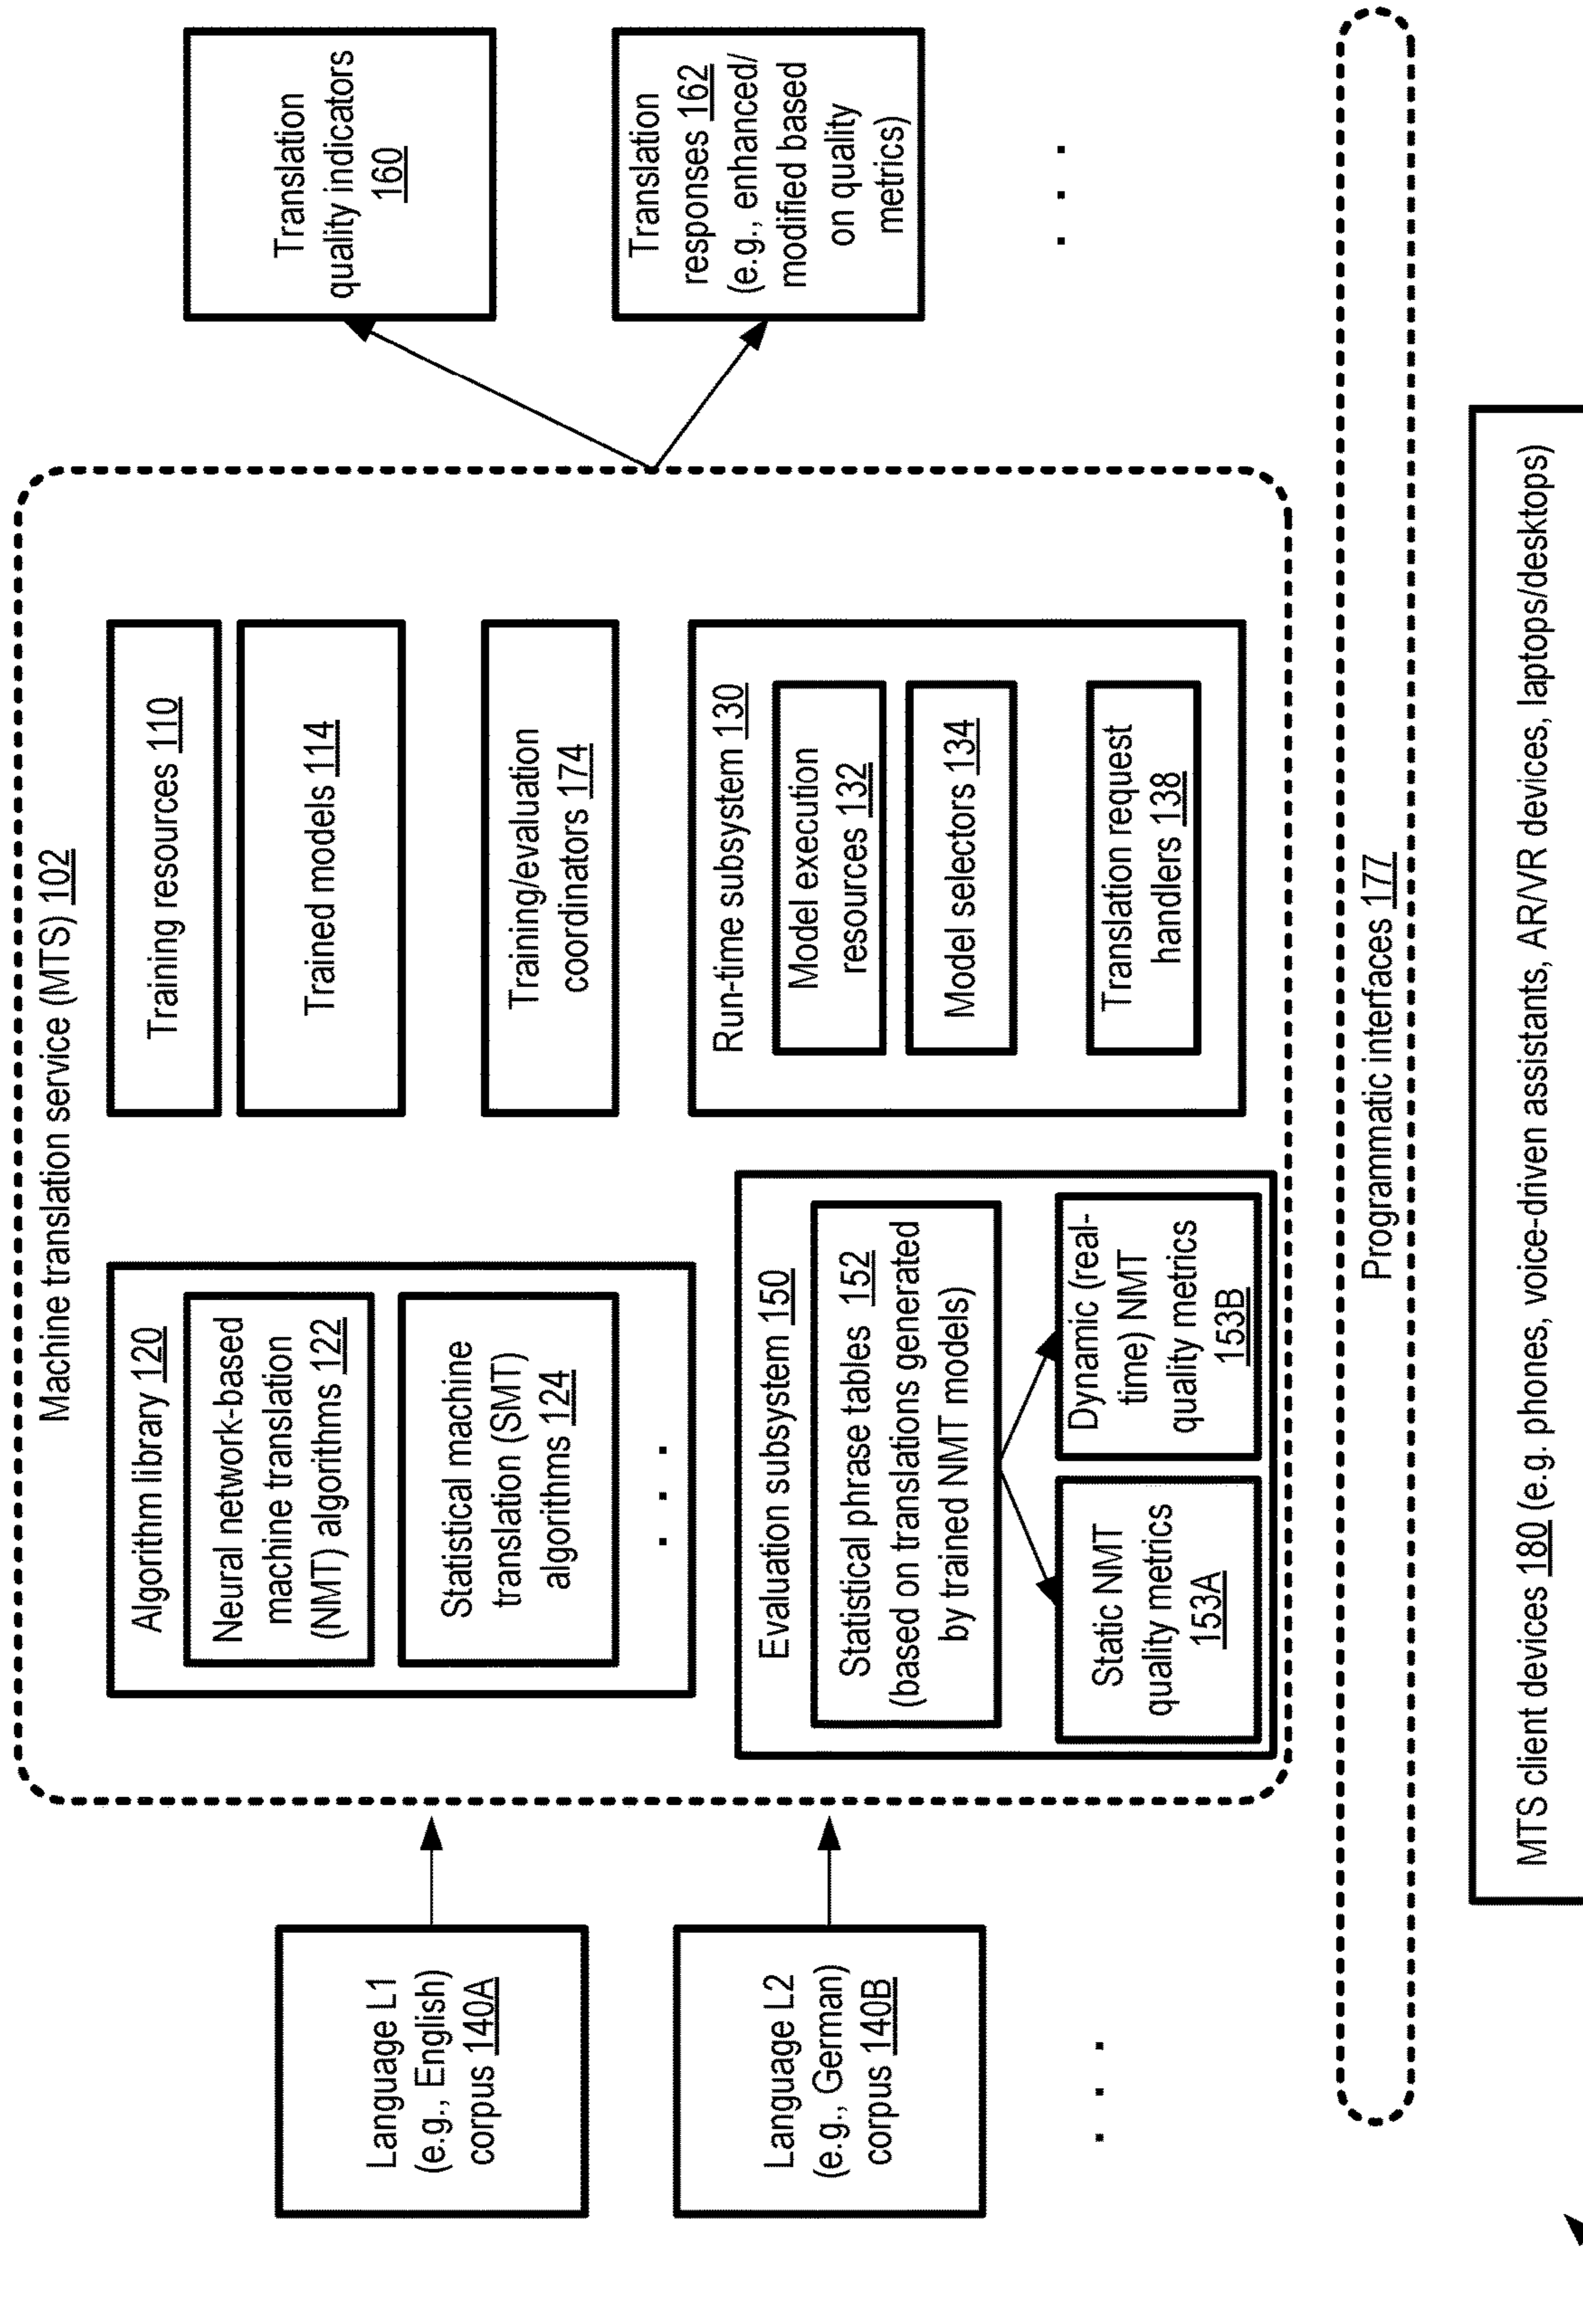 Machine translation service (MTS) 102
Language L1
(e.g., English)
corpus 140A
Language L2
(e.g., German)
corpus 140B
. . .
Algorithm library 120
Neural network-based
machine translation
(NMT) algorithms 122
Statistical machine
translation (SMT)
algorithms 124
. . .
Evaluation subsystem 150
Statistical phrase tables 152
(based on translations generated
by trained NMT models)
Static NMT
quality metrics
153A
Dynamic (real-
time) NMT
quality metrics
153B
Training resources 110
Trained models 114
Training/evaluation
coordinators 174
Run-time subsystem 130
Model execution
resources 132
Model selectors 134
Translation request
handlers 138
Translation
quality indicators
160
Translation
responses 162
(e.g., enhanced/
modified based
on quality
metrics)
. . .
Programmatic interfaces 177
MTS client devices 180 (e.g. phones, voice-driven assistants, AR/VR devices, laptops/desktops)